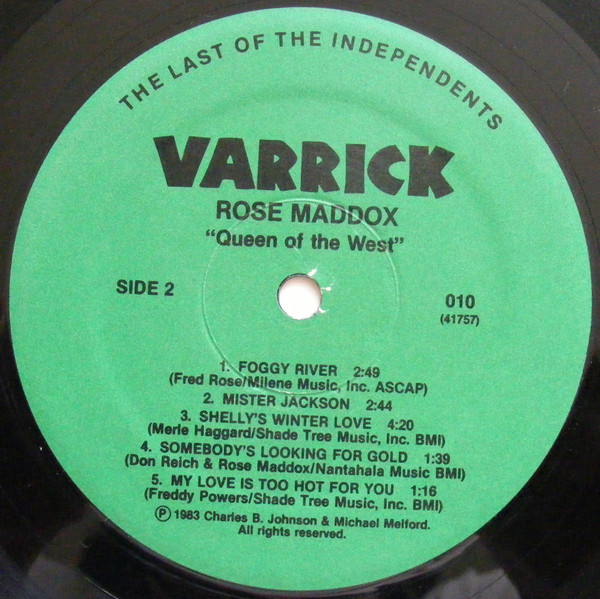 THE LAST OF THE INDEPENDENTS
VARRICK
ROSE MADDOX
"Queen of the West"
SIDE 2
010
(41757)
1. FOGGY RIVER 2:49
(Fred Rose/Milene Music, Inc. ASCAP)
2. MISTER JACKSON 2:44
3. SHELLY'S WINTER LOVE 4:20
(Merle Haggard/Shade Tree Music, Inc. BMI)
4. SOMEBODY'S LOOKING FOR GOLD 1:39
(Don Reich & Rose Maddox/Nantahala Music BMI)
5. MY LOVE IS TOO HOT FOR YOU 1:16
(Freddy Powers/Shade Tree Music, Inc. BMI)
℗ 1983 Charles B. Johnson & Michael Melford.
All rights reserved.